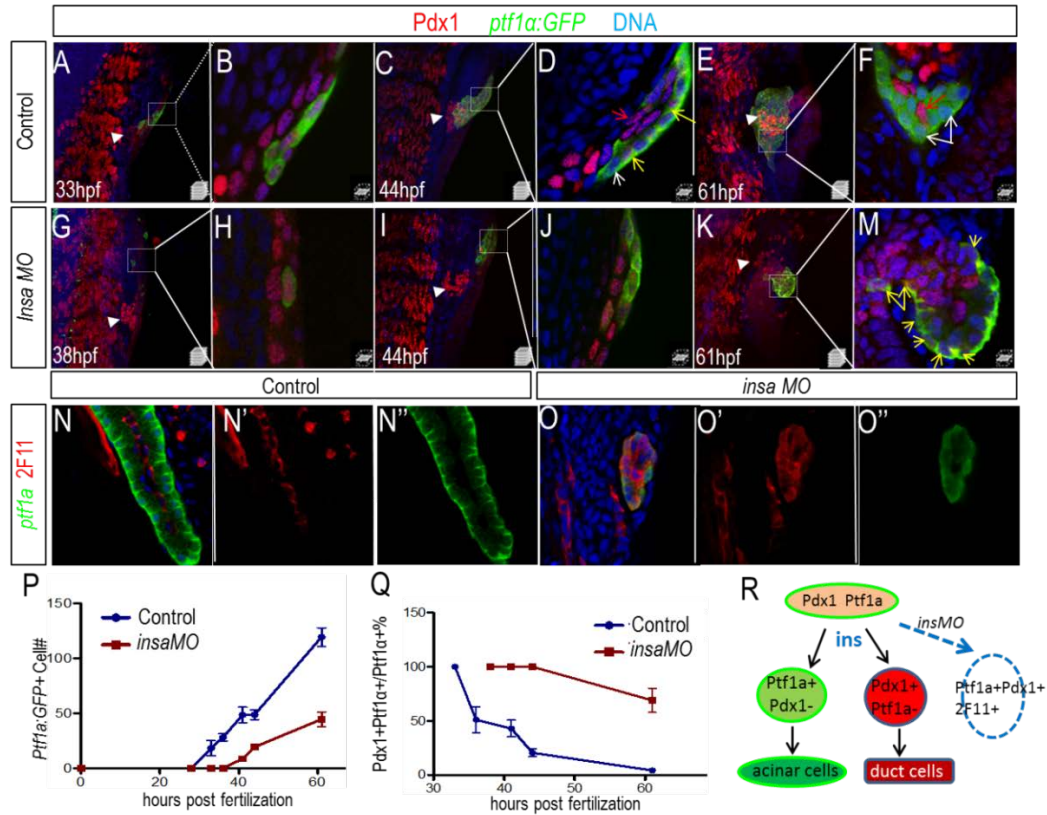 Pdx1 ptf1α:GFP DNA
Control
A B C D E F
33hpf 44hpf 61hpf
Insa MO
G H I J K M
38hpf 44hpf 61hpf
Control insa MO
ptf1a 2F11
N N' N" O O' O"
P
Ptf1a:GFP+ Cell#
150
100
50
0
0 20 40 60
hours post fertilization
Control
insaMO
Q
Pdx1+Ptf1α+/Ptf1α+%
150
100
50
0
30 40 50 60
hours post fertilization
Control
insaMO
R
Pdx1 Ptf1a
ins
insMO
Ptf1a+
Pdx1-
Pdx1+
Ptf1a-
Ptf1a+Pdx1+
2F11+
acinar cells
duct cells